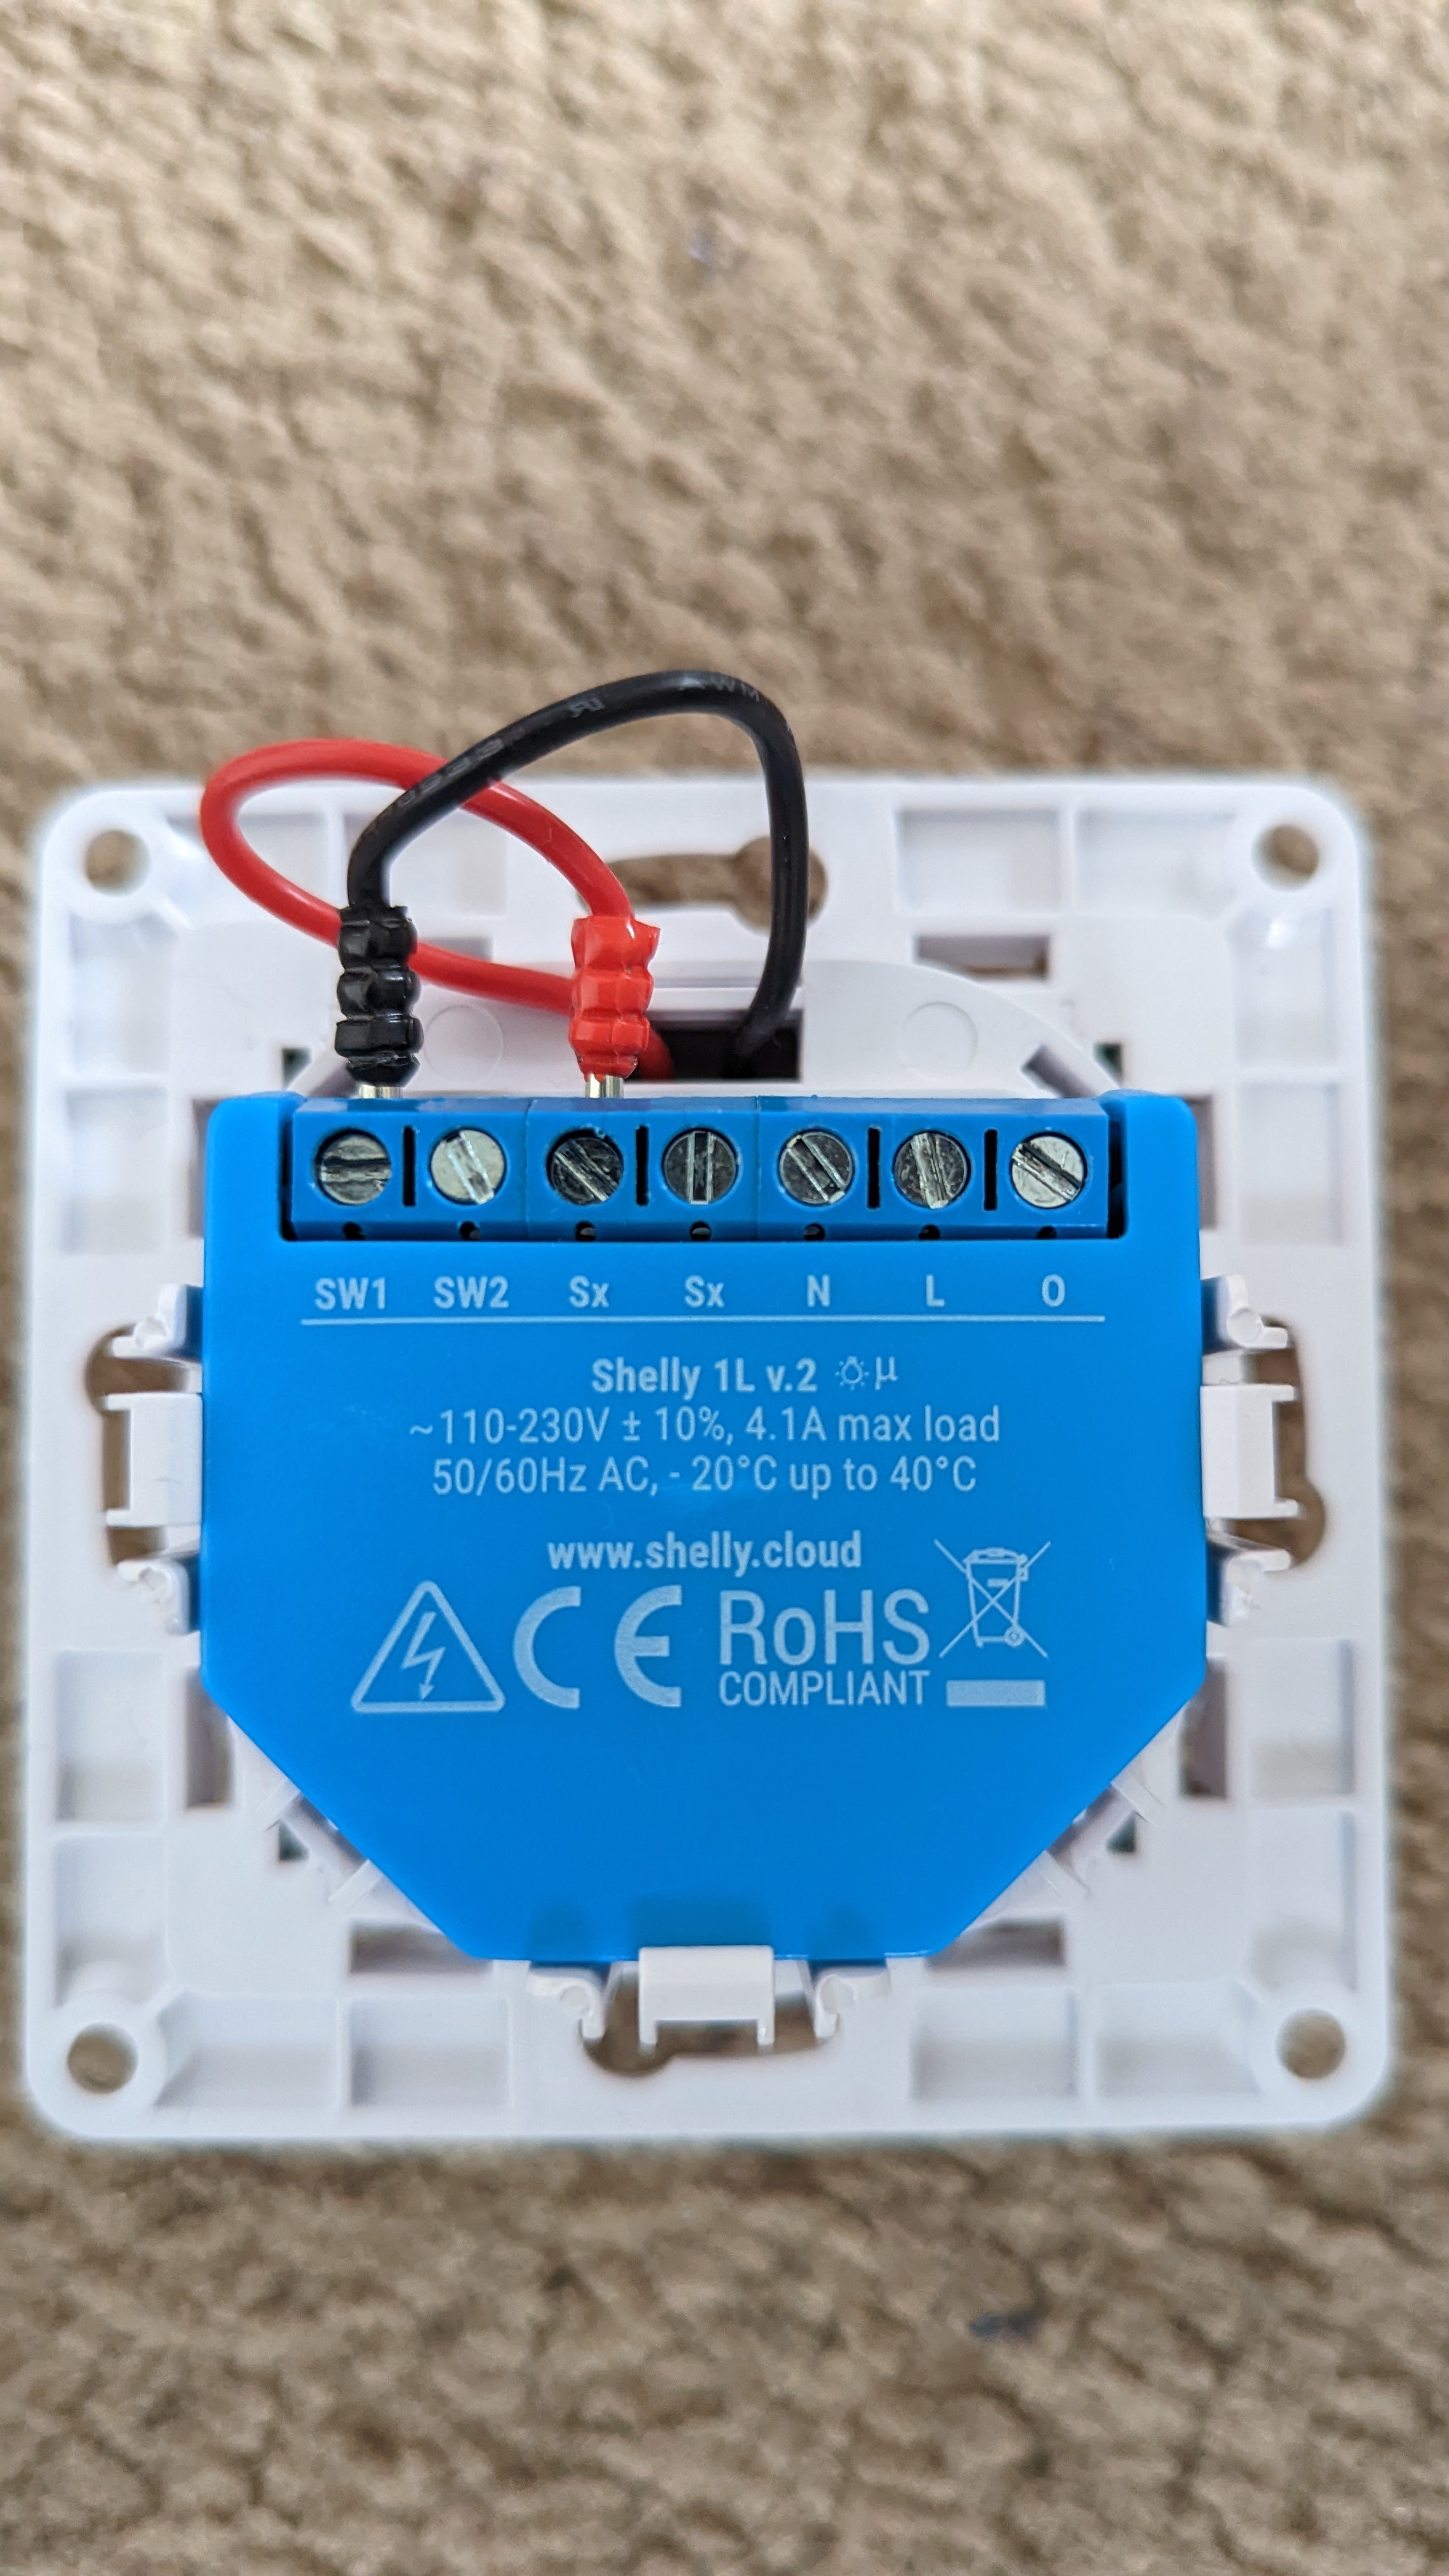 AWM
SW1 SW2 Sx Sx N L O
Shelly 1L v.2 µ
~110-230V ± 10%, 4.1A max load
50/60Hz AC, - 20°C up to 40°C
www.shelly.cloud
CE RoHS
COMPLIANT